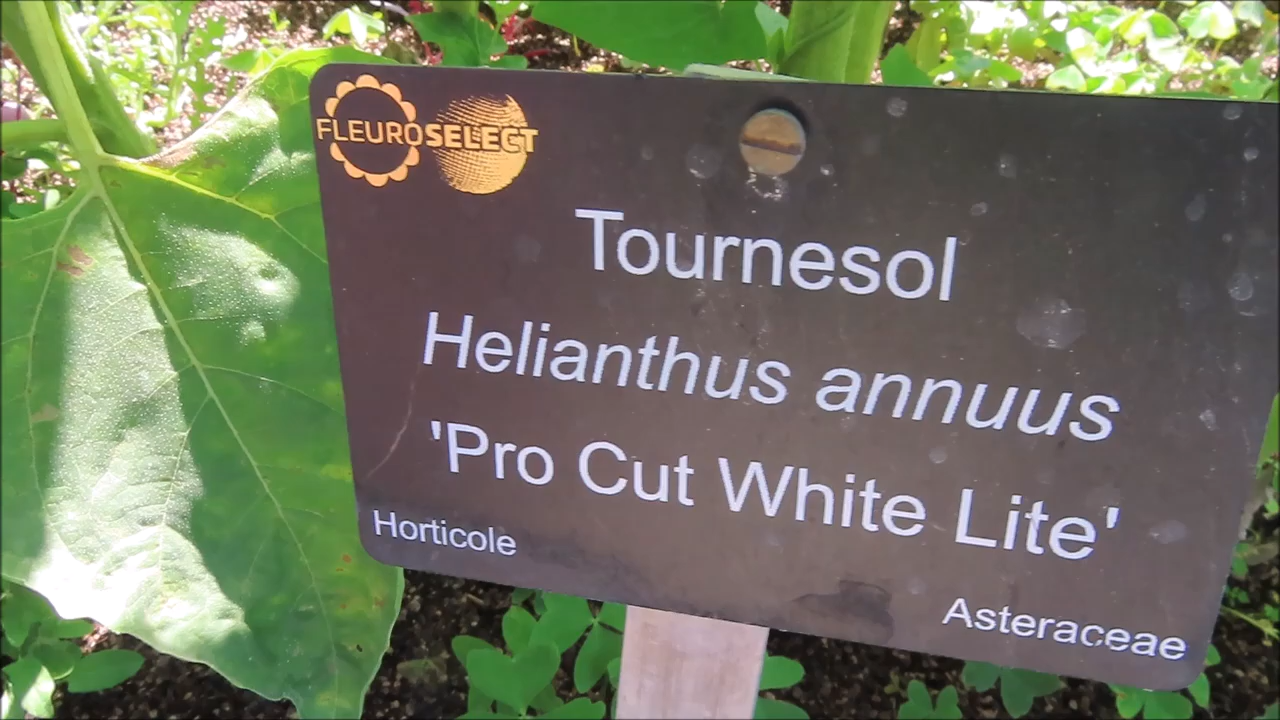 FLEUROSELECT
Tournesol
Helianthus annuus
'Pro Cut White Lite'
Horticole
Asteraceae